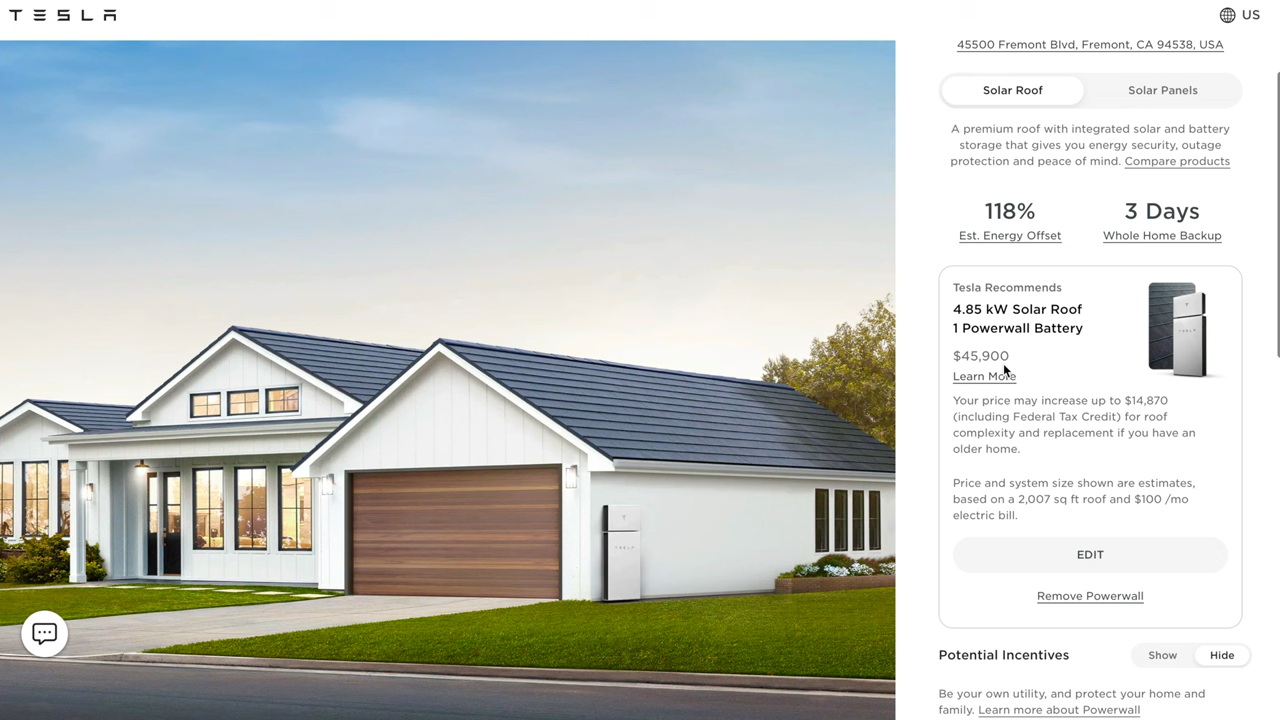 TESLA
US
45500 Fremont Blvd, Fremont, CA 94538, USA
Solar Roof
Solar Panels
A premium roof with integrated solar and battery
storage that gives you energy security, outage
protection and peace of mind. Compare products
118%
Est. Energy Offset
3 Days
Whole Home Backup
Tesla Recommends
4.85 kW Solar Roof
1 Powerwall Battery
$45,900
Learn More
Your price may increase up to $14,870
(including Federal Tax Credit) for roof
complexity and replacement if you have an
older home.
Price and system size shown are estimates,
based on a 2,007 sq ft roof and $100 /mo
electric bill.
EDIT
Remove Powerwall
Potential Incentives
Show
Hide
Be your own utility, and protect your home and
family. Learn more about Powerwall
TESLA
TESLA